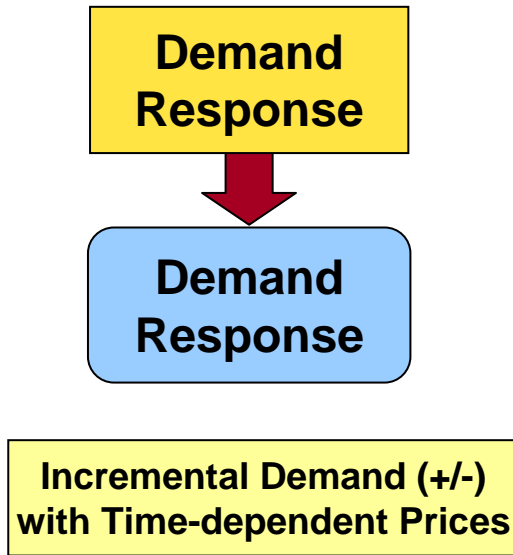 Demand
Response
Demand
Response
Incremental Demand (+/-)
with Time-dependent Prices